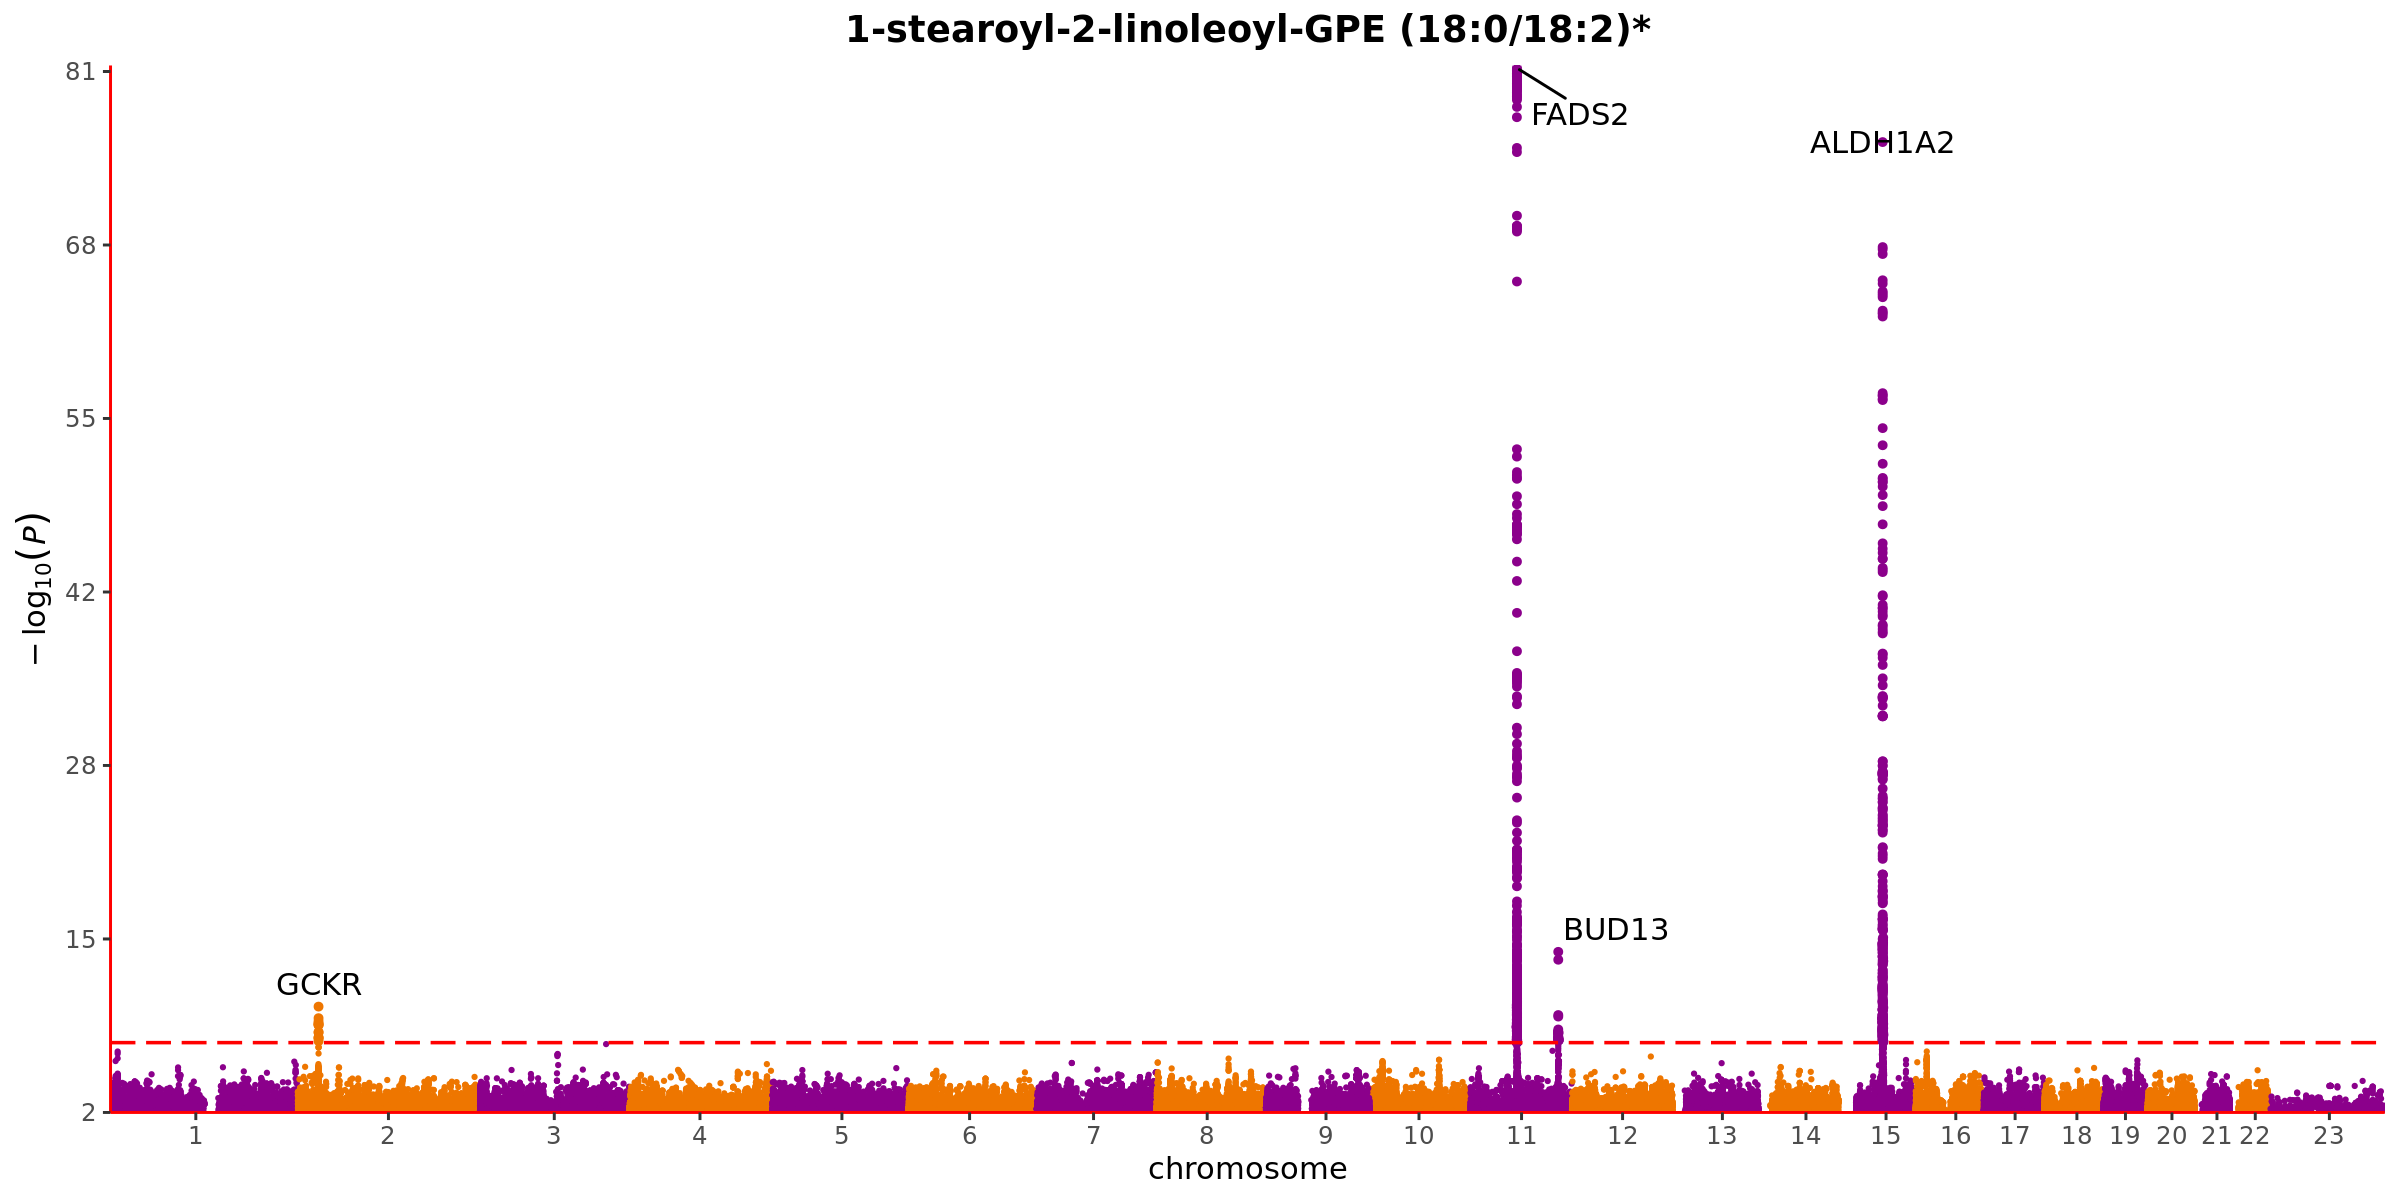 1-stearoyl-2-linoleoyl-GPE (18:0/18:2)*
81
FADS2
ALDH1A2
68
55
− log10(P)
42
28
15
BUD13
GCKR
2
1 2 3 4 5 6 7 8 9 10 11 12 13 14 15 16 17 18 19 20 21 22 23
chromosome